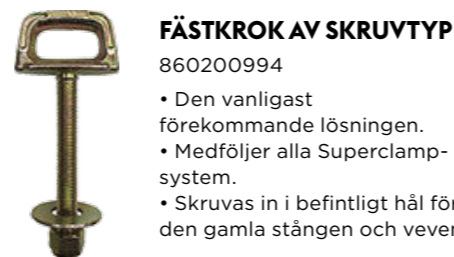 FÄSTKROK AV SKRUVTYP
860200994
• Den vanligast
förekommande lösningen.
• Medföljer alla Superclamp-
system.
• Skruvas in i befintligt hål för
den gamla stången och veven